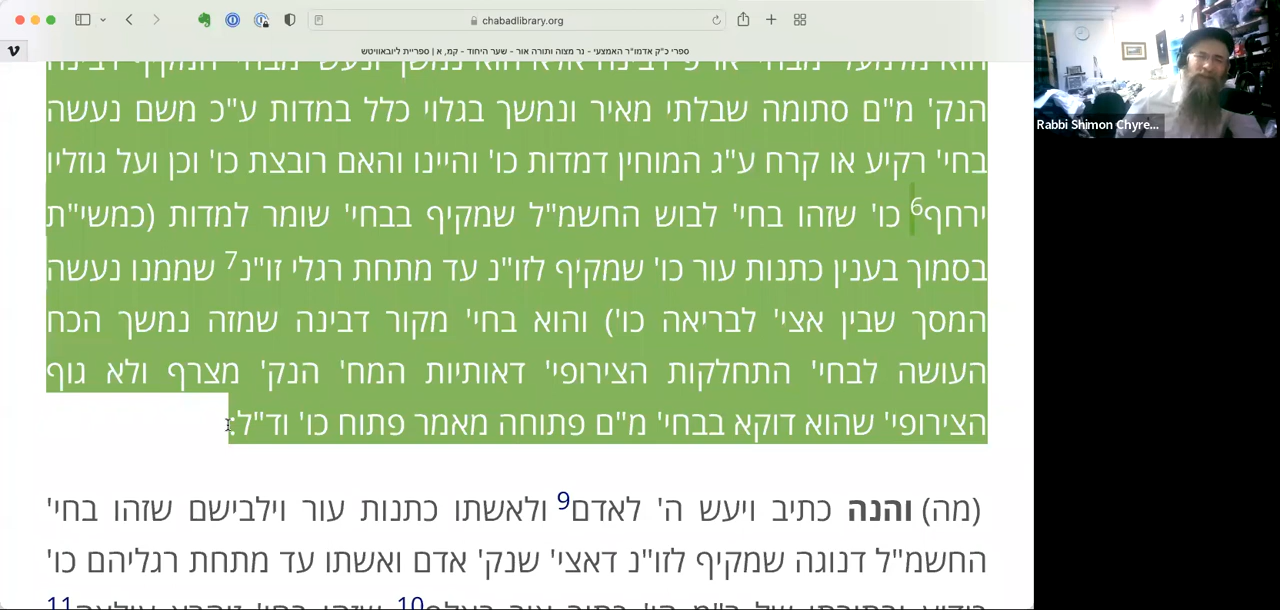 chabadlibrary.org
ספרי כ"ק אדמו"ר האמצעי - נר מצוה ותורה אור - שער היחוד - קמ, א | ספריית ליובאוויטש
הנק' מ"ם סתומה שבלתי מאיר ונמשך בגלוי כלל במדות ע"כ משם נעשה
בחי' רקיע או קרח ע"ג המוחין דמדות כו' והיינו והאם רובצת כו' וכן ועל גוזליו
ירחף6 כו' שזהו בחי' לבוש החשמ"ל שמקיף בבחי' שומר למדות (כמשי"ת
בסמוך בענין כתנות עור כו' שמקיף לזו"נ עד מתחת רגלי זו"נ7 שממנו נעשה
המסך שבין אצי' לבריאה כו') והוא בחי' מקור דבינה שמזה נמשך הכח
העושה לבחי' התחלקות הצירופי' דאותיות המח' הנק' מצרף ולא גוף
הצירופי' שהוא דוקא בבחי' מ"ם פתוחה מאמר פתוח כו' וד"ל:
(מה) והנה כתיב ויעש ה' לאדם9 ולאשתו כתנות עור וילבישם שזהו בחי'
החשמ"ל דנוגה שמקיף לזו"נ דאצי' שנק' אדם ואשתו עד מתחת רגליהם כו'
Rabbi Shimon Chyre...